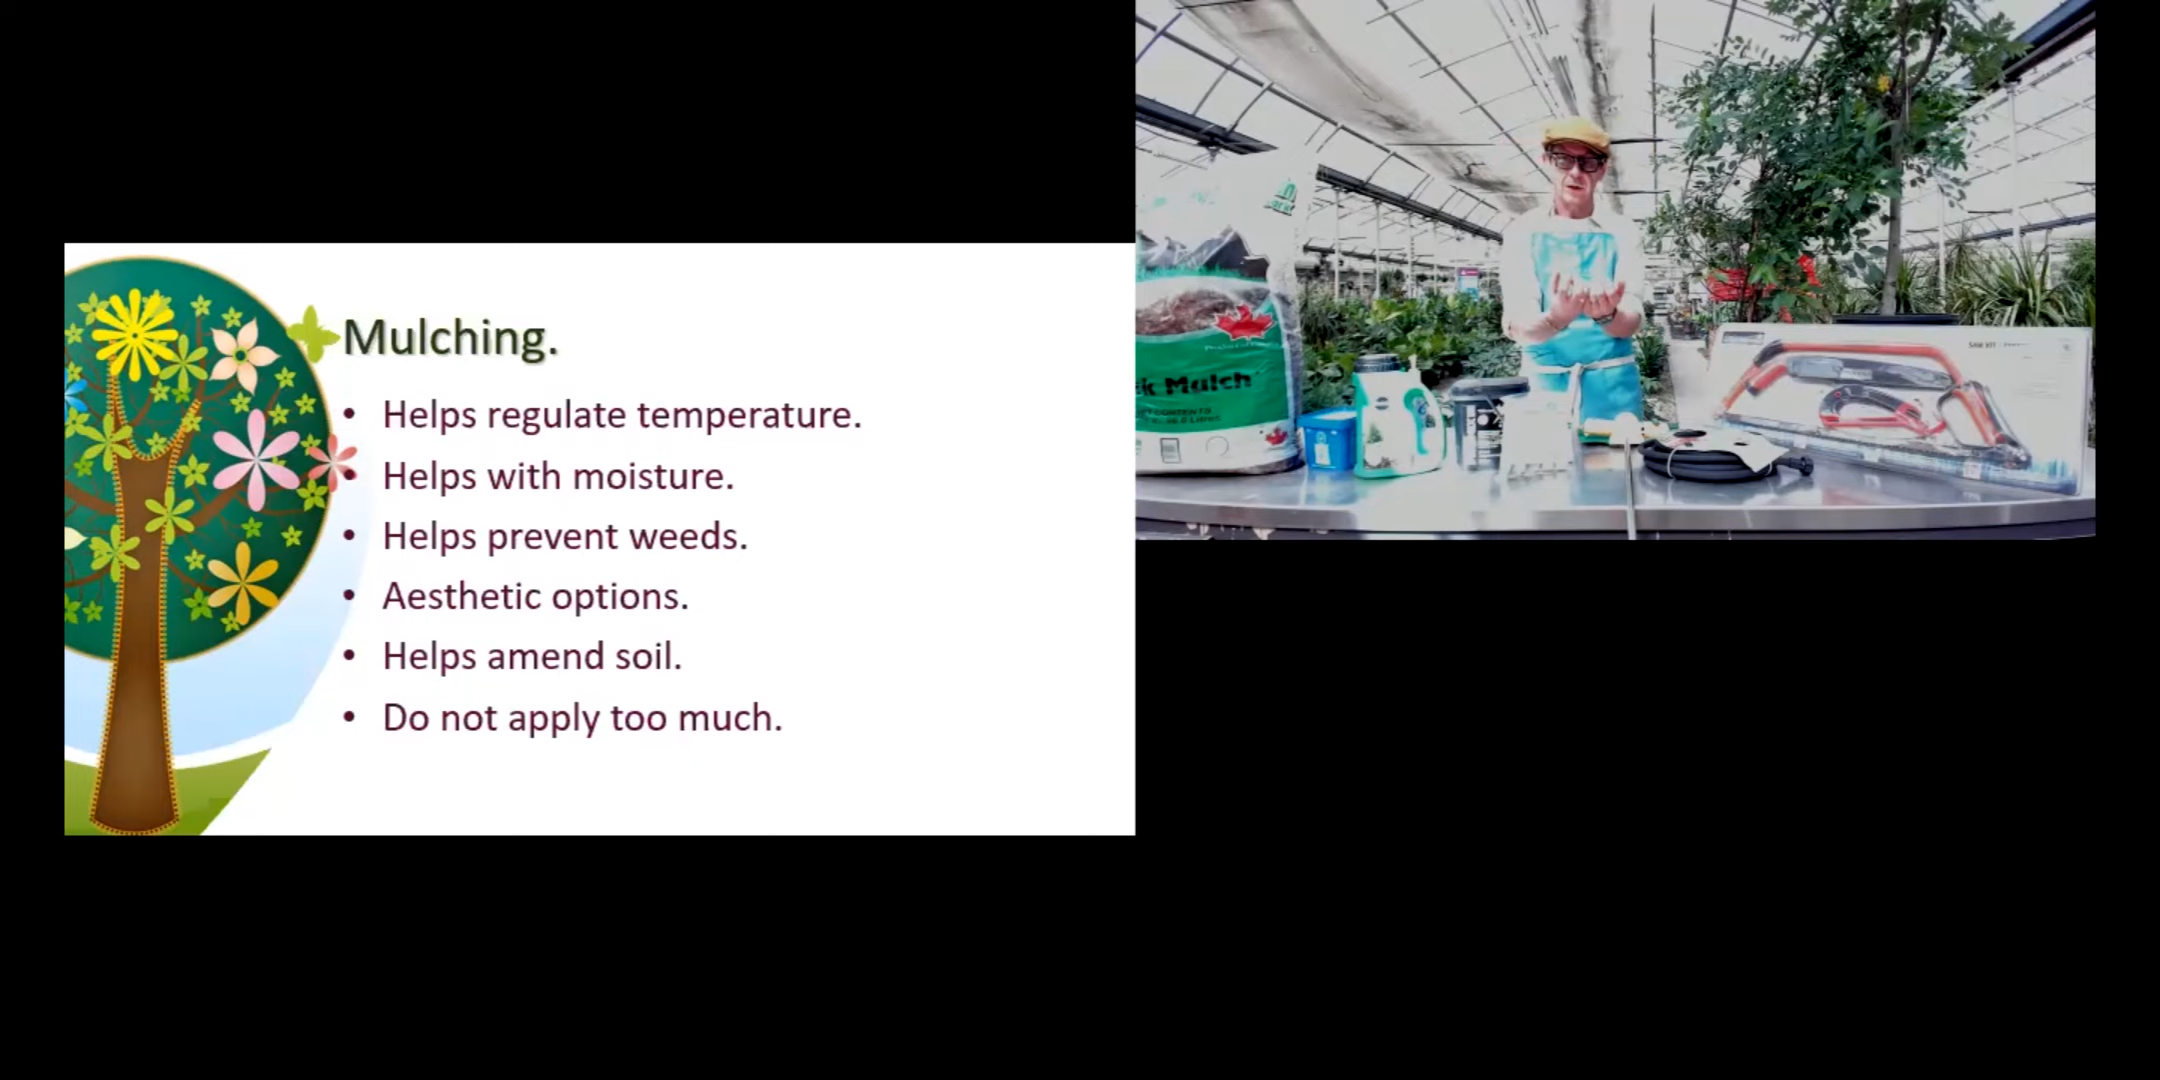 Mulching.
• Helps regulate temperature.
• Helps with moisture.
• Helps prevent weeds.
• Aesthetic options.
• Helps amend soil.
• Do not apply too much.
k Mulch